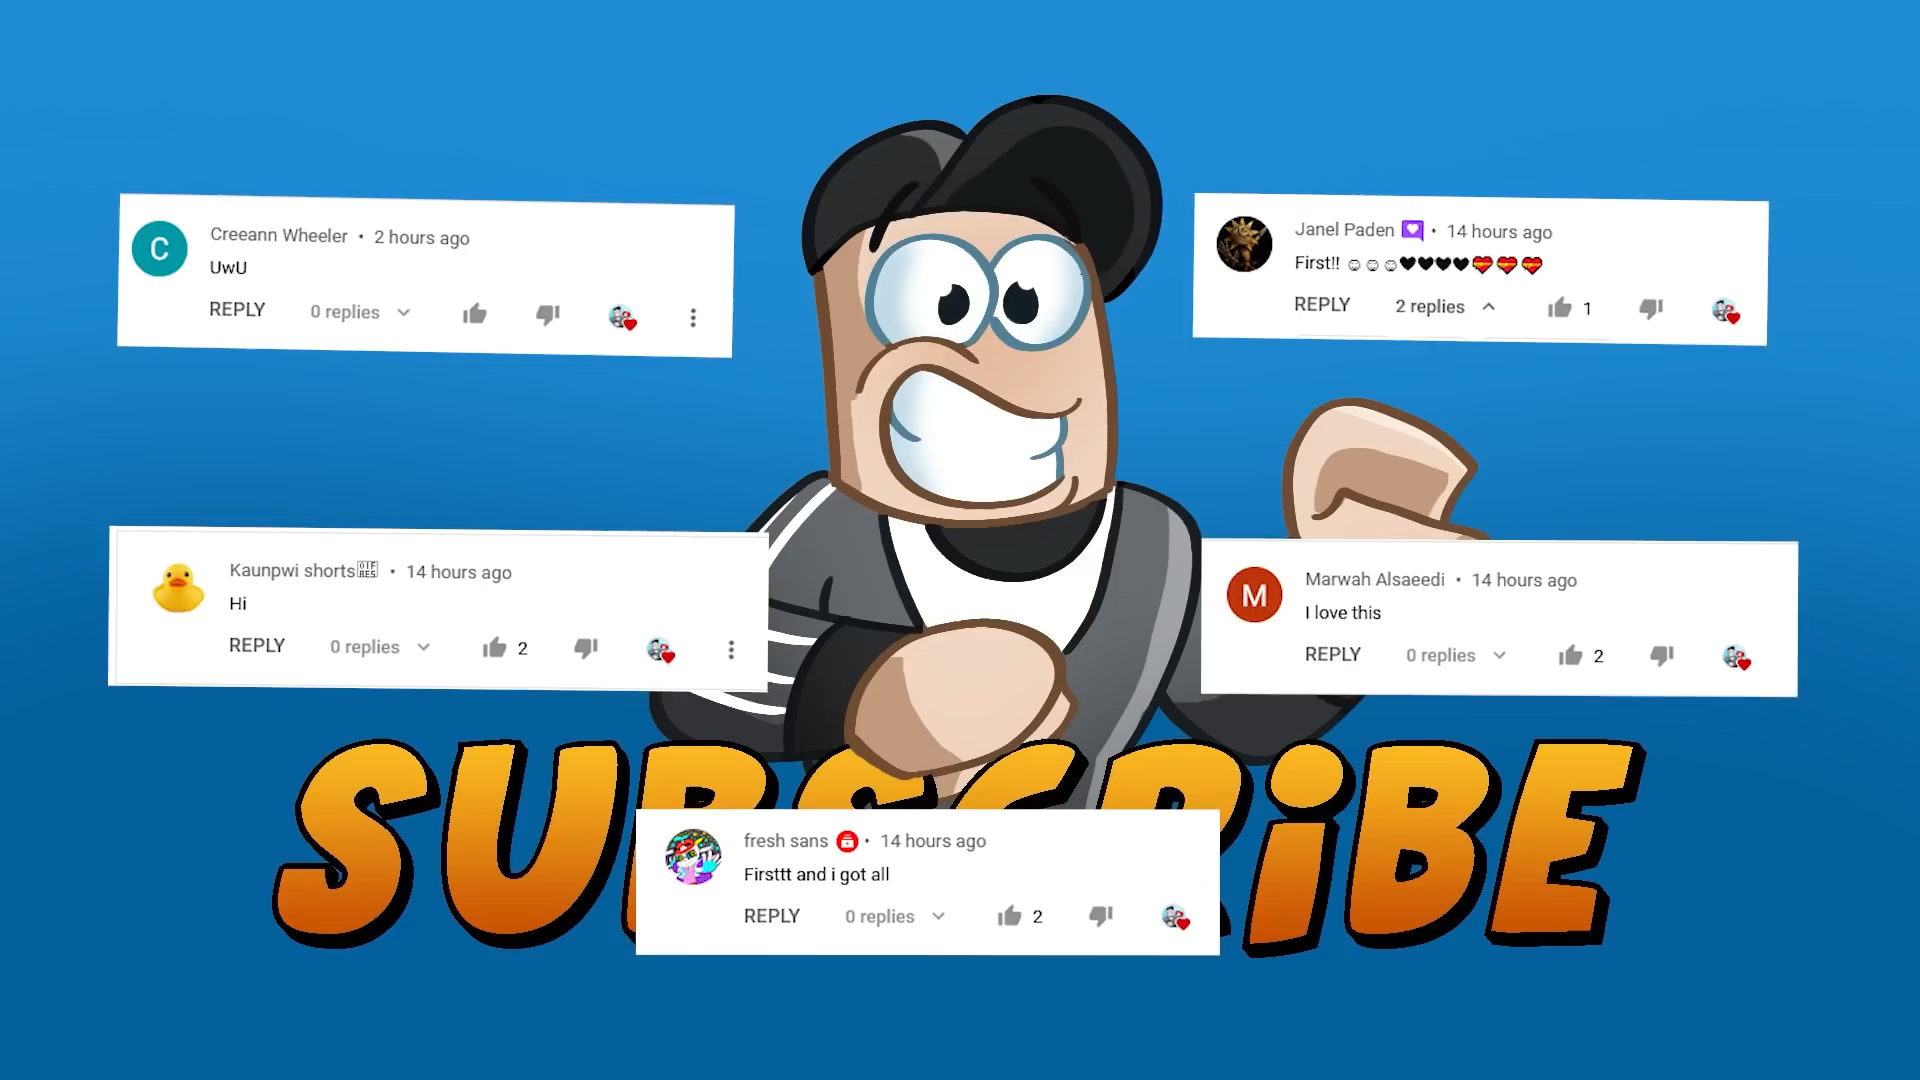 C
Creeann Wheeler • 2 hours ago
UwU
REPLY 0 replies
Janel Paden • 14 hours ago
First!! ☺☺☺🖤🖤🖤🖤💝💝💝
REPLY 2 replies 1
Kaunpwi shorts • 14 hours ago
Hi
REPLY 0 replies 2
M
Marwah Alsaeedi • 14 hours ago
I love this
REPLY 0 replies 2
SUBSCRiBE
fresh sans • 14 hours ago
Firsttt and i got all
REPLY 0 replies 2